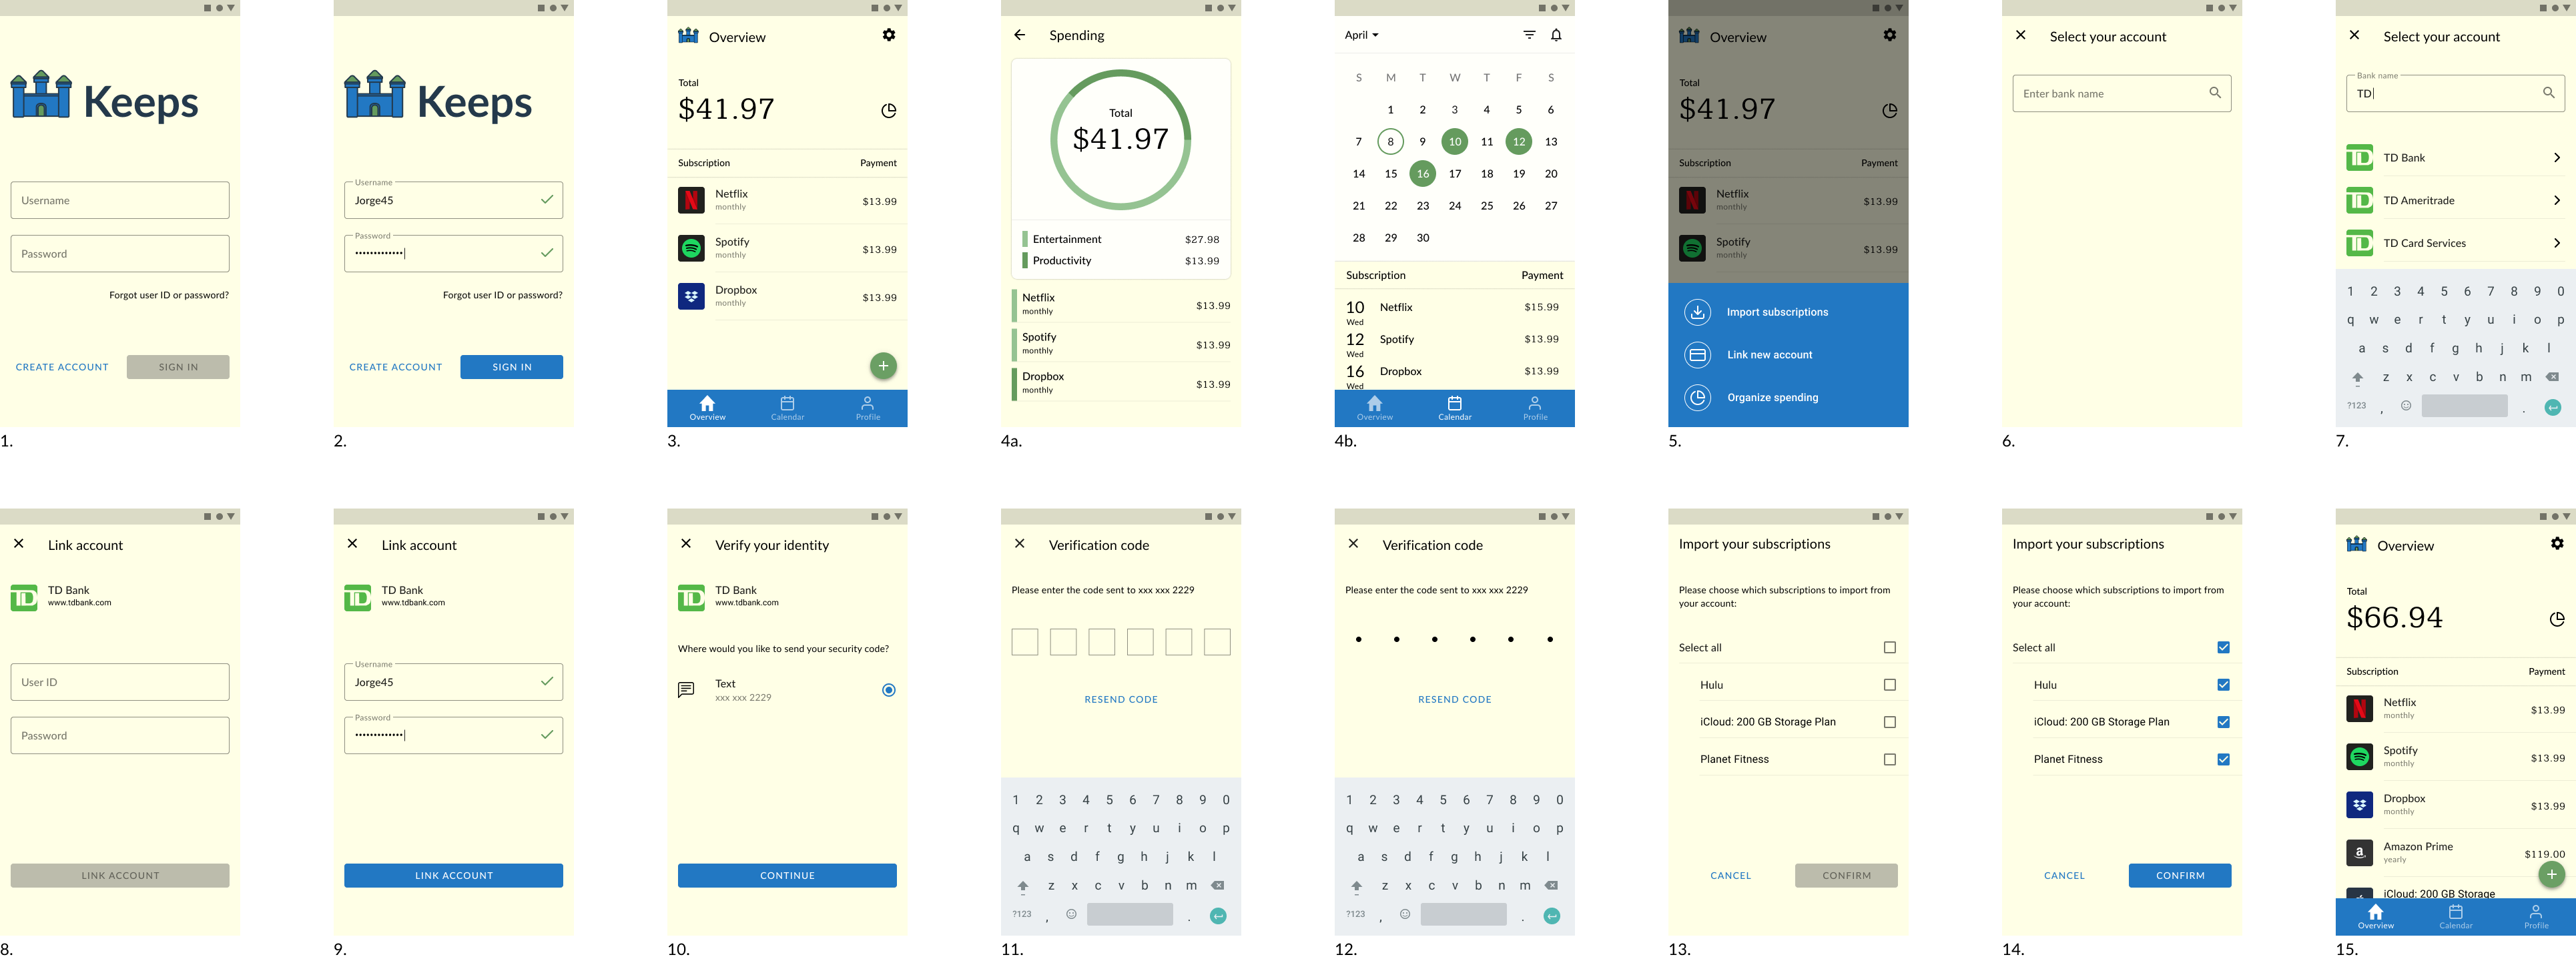 Keeps
Username
Password
Forgot user ID or password?
CREATE ACCOUNT SIGN IN
1.
Keeps
Username
Jorge45
Password
•••••••••••••
Forgot user ID or password?
CREATE ACCOUNT SIGN IN
2.
Overview
Total
$41.97
Subscription Payment
Netflix
monthly
$13.99
Spotify
monthly
$13.99
Dropbox
monthly
$13.99
+
Overview Calendar Profile
3.
Spending
Total
$41.97
Entertainment $27.98
Productivity $13.99
Netflix
monthly
$13.99
Spotify
monthly
$13.99
Dropbox
monthly
$13.99
4a.
April
S M T W T F S
1 2 3 4 5 6
7 8 9 10 11 12 13
14 15 16 17 18 19 20
21 22 23 24 25 26 27
28 29 30
Subscription Payment
10 Netflix $15.99
Wed
12 Spotify $13.99
Wed
16 Dropbox $13.99
Wed
Overview Calendar Profile
4b.
Overview
Total
$41.97
Subscription Payment
Netflix
monthly
$13.99
Spotify
monthly
$13.99
Import subscriptions
Link new account
Organize spending
5.
Select your account
Enter bank name
6.
Select your account
Bank name
TD
TD TD Bank
TD TD Ameritrade
TD TD Card Services
1 2 3 4 5 6 7 8 9 0
q w e r t y u i o p
a s d f g h j k l
z x c v b n m
?123 , .
7.
Link account
TD TD Bank
www.tdbank.com
User ID
Password
LINK ACCOUNT
8.
Link account
TD TD Bank
www.tdbank.com
Username
Jorge45
Password
•••••••••••••
LINK ACCOUNT
9.
Verify your identity
TD TD Bank
www.tdbank.com
Where would you like to send your security code?
Text
xxx xxx 2229
CONTINUE
10.
Verification code
Please enter the code sent to xxx xxx 2229
RESEND CODE
1 2 3 4 5 6 7 8 9 0
q w e r t y u i o p
a s d f g h j k l
z x c v b n m
?123 , .
11.
Verification code
Please enter the code sent to xxx xxx 2229
• • • • • •
RESEND CODE
1 2 3 4 5 6 7 8 9 0
q w e r t y u i o p
a s d f g h j k l
z x c v b n m
?123 , .
12.
Import your subscriptions
Please choose which subscriptions to import from
your account:
Select all
Hulu
iCloud: 200 GB Storage Plan
Planet Fitness
CANCEL CONFIRM
13.
Import your subscriptions
Please choose which subscriptions to import from
your account:
Select all
Hulu
iCloud: 200 GB Storage Plan
Planet Fitness
CANCEL CONFIRM
14.
Overview
Total
$66.94
Subscription Payment
Netflix
monthly
$13.99
Spotify
monthly
$13.99
Dropbox
monthly
$13.99
Amazon Prime
yearly
$119.00
+
iCloud: 200 GB Storage
Overview Calendar Profile
15.